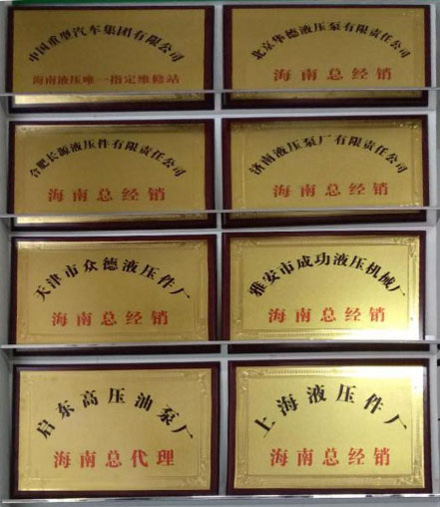 中国重型汽车集团有限公司
海南液压唯一指定维修站
北京华德液压泵有限责任公司
海南总经销
合肥长源液压件有限责任公司
海南总经销
济南液压泵厂有限责任公司
海南总经销
天津市众德液压件厂
海南总经销
雅安市成功液压机械厂
海南总经销
启东高压油泵厂
海南总代理
上海液压件厂
海南总经销